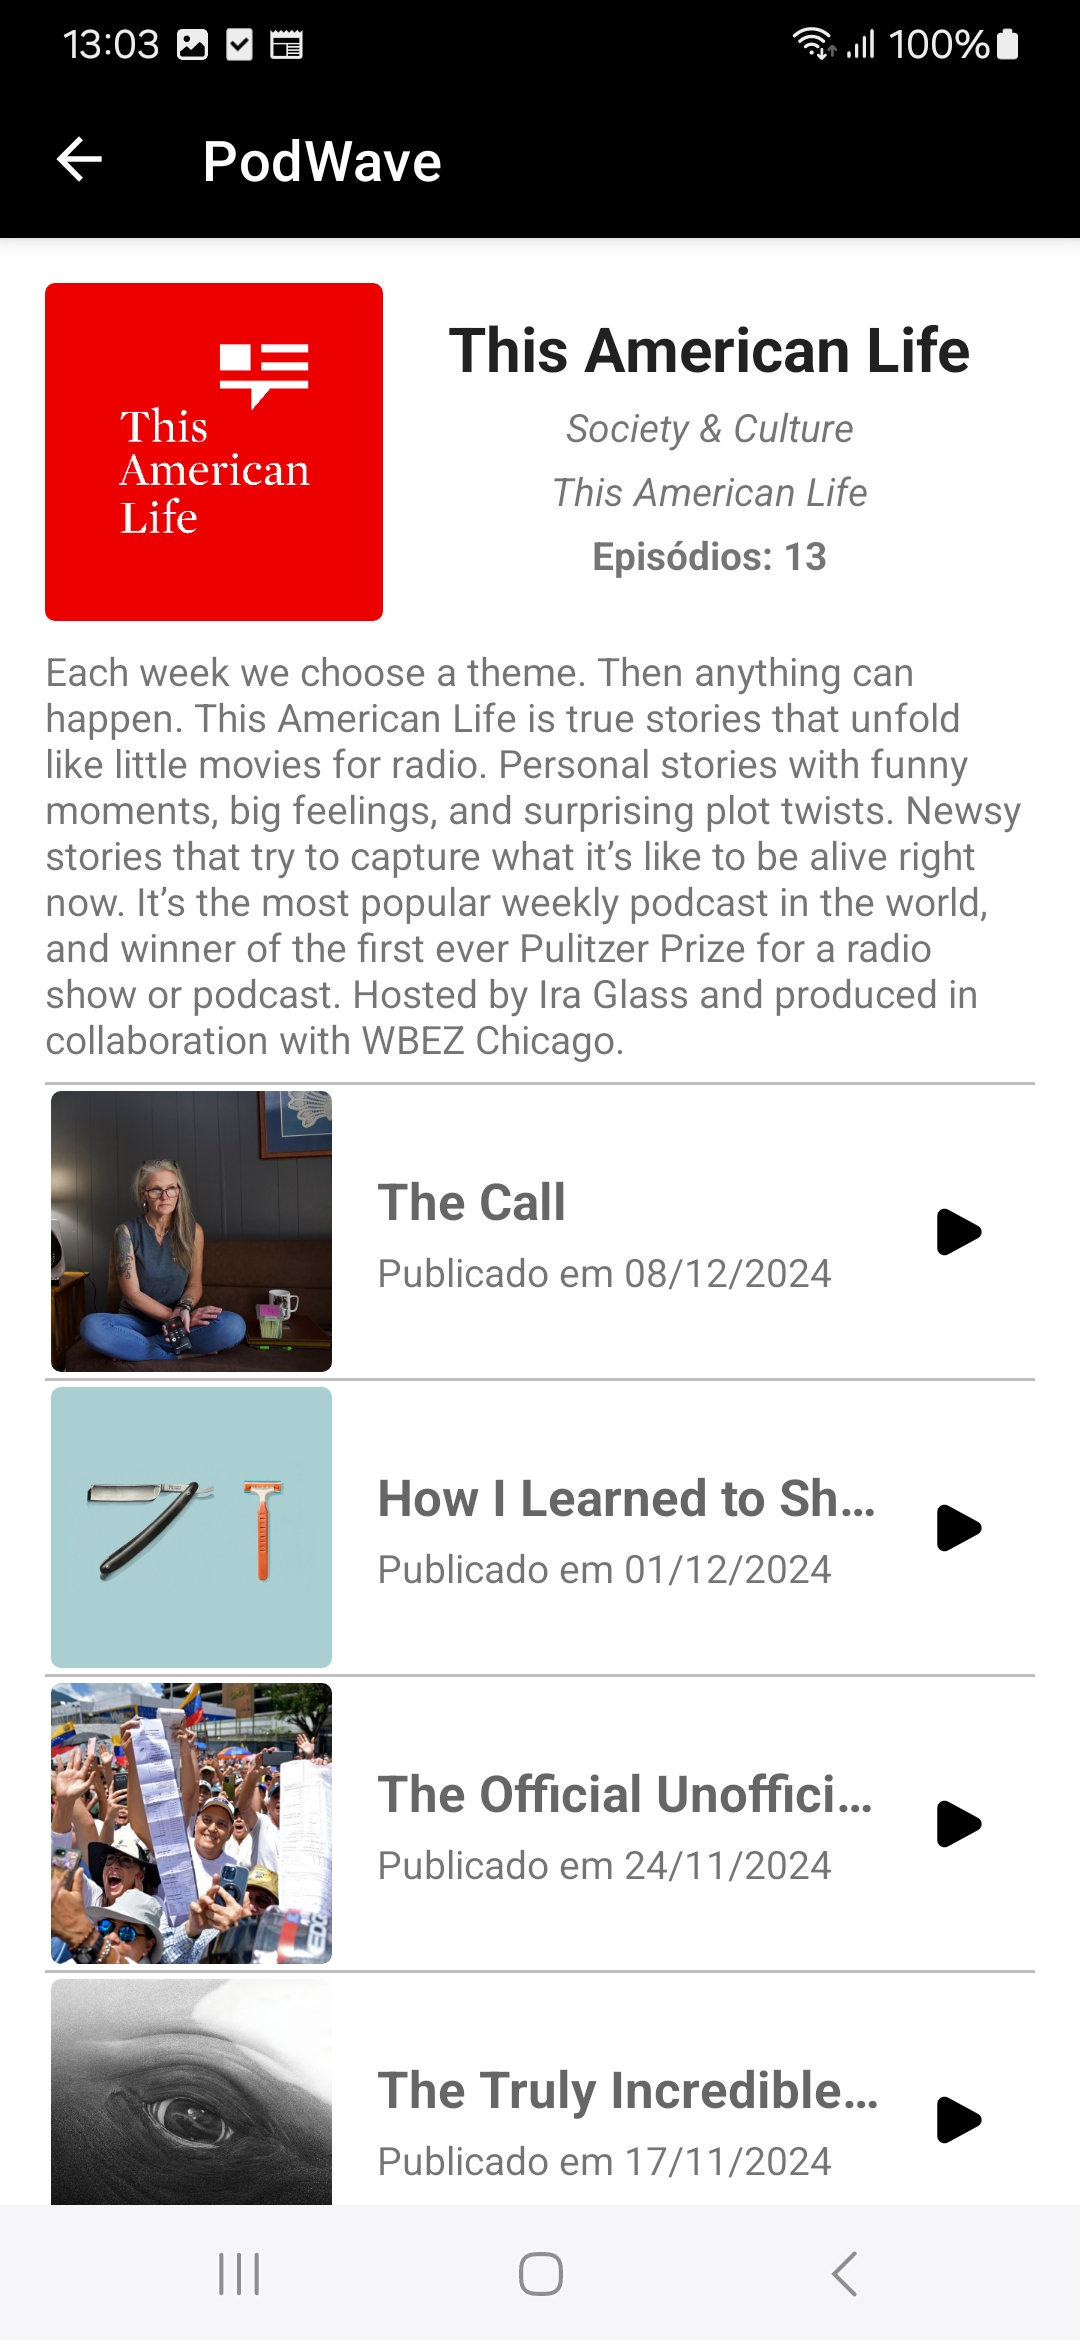 13:03
100%
PodWave
This
American
Life
This American Life
Society & Culture
This American Life
Episódios: 13
Each week we choose a theme. Then anything can
happen. This American Life is true stories that unfold
like little movies for radio. Personal stories with funny
moments, big feelings, and surprising plot twists. Newsy
stories that try to capture what it’s like to be alive right
now. It’s the most popular weekly podcast in the world,
and winner of the first ever Pulitzer Prize for a radio
show or podcast. Hosted by Ira Glass and produced in
collaboration with WBEZ Chicago.
The Call
Publicado em 08/12/2024
How I Learned to Sh...
Publicado em 01/12/2024
The Official Unoffici...
Publicado em 24/11/2024
The Truly Incredible...
Publicado em 17/11/2024